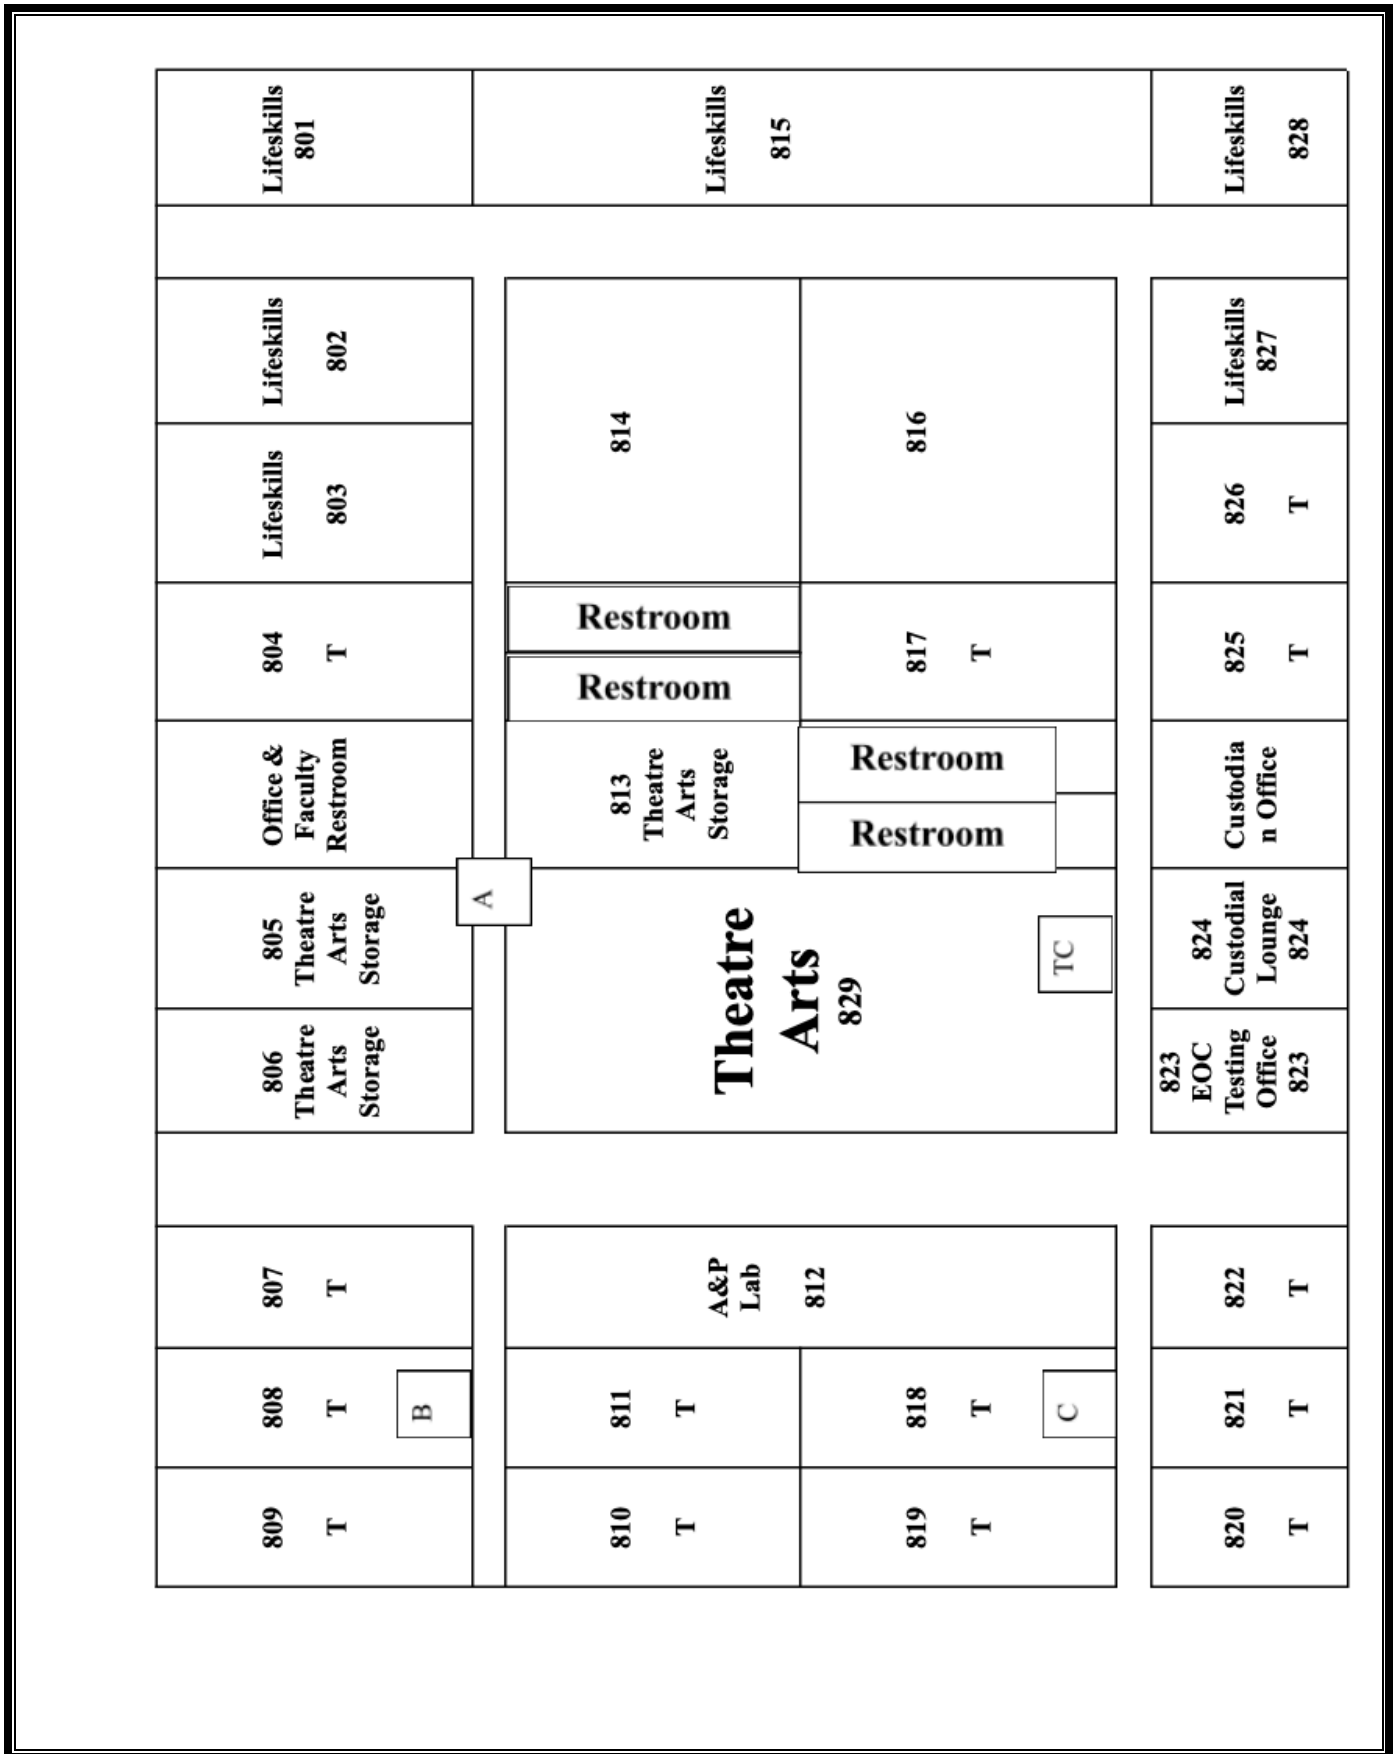 Lifeskills
801
Lifeskills
815
Lifeskills
828
Lifeskills
802
Lifeskills
803
814
816
Lifeskills
827
826
T
804
T
Restroom
Restroom
817
T
825
T
Office &
Faculty
Restroom
813
Theatre
Arts
Storage
Restroom
Restroom
Custodia
n Office
A
805
Theatre
Arts
Storage
Theatre
Arts
829
TC
824
Custodial
Lounge
824
806
Theatre
Arts
Storage
823
EOC
Testing
Office
823
807
T
A&P
Lab
812
822
T
808
T
B
811
T
818
T
C
821
T
809
T
810
T
819
T
820
T